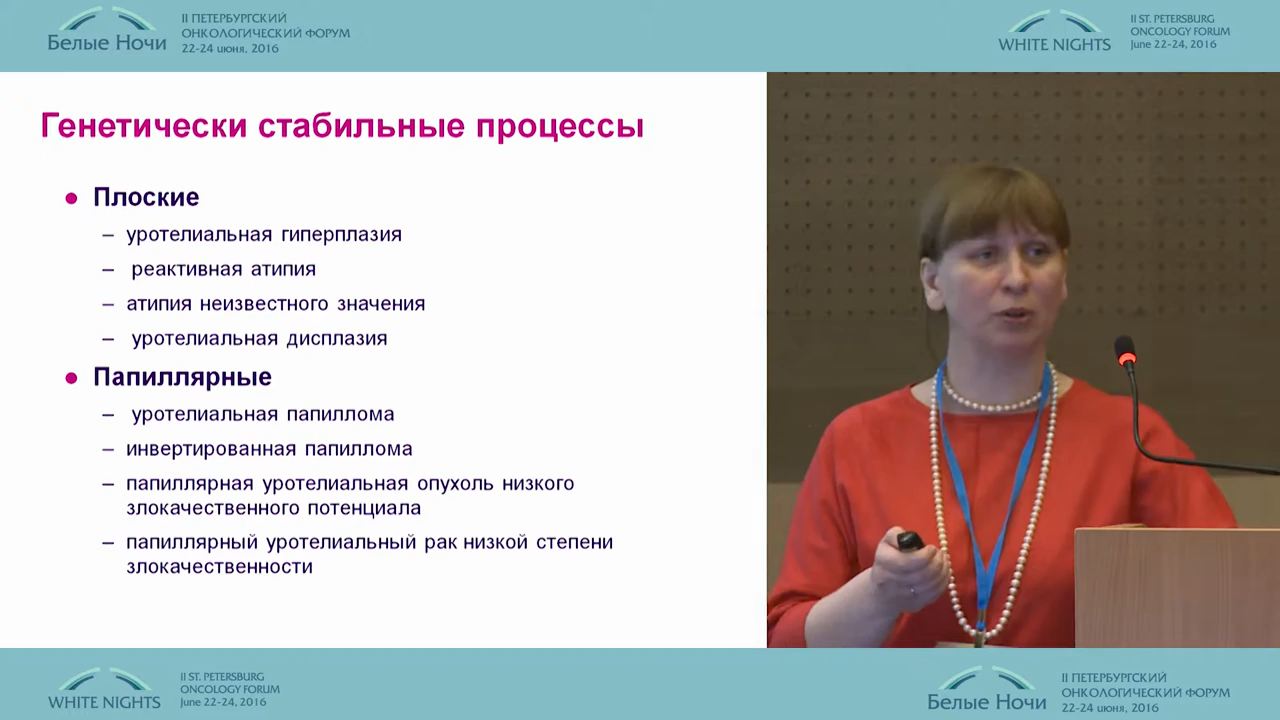 Белые Ночи
II ПЕТЕРБУРГСКИЙ
ОНКОЛОГИЧЕСКИЙ ФОРУМ
22-24 июня, 2016
WHITE NIGHTS
II ST. PETERSBURG
ONCOLOGY FORUM
June 22-24, 2016
Генетически стабильные процессы
● Плоские
– уротелиальная гиперплазия
– реактивная атипия
– атипия неизвестного значения
– уротелиальная дисплазия
● Папиллярные
– уротелиальная папиллома
– инвертированная папиллома
– папиллярная уротелиальная опухоль низкого
злокачественного потенциала
– папиллярный уротелиальный рак низкой степени
злокачественности
WHITE NIGHTS
II ST. PETERSBURG
ONCOLOGY FORUM
June 22-24, 2016
Белые Ночи
II ПЕТЕРБУРГСКИЙ
ОНКОЛОГИЧЕСКИЙ ФОРУМ
22-24 июня, 2016